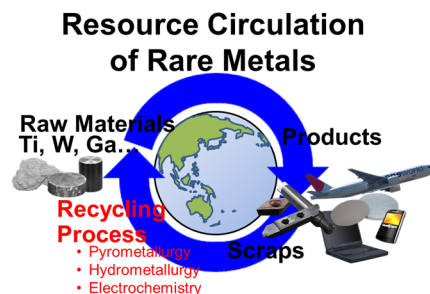 Resource Circulation
of Rare Metals
Raw Materials
Ti, W, Ga...
Products
Recycling
Process
• Pyrometallurgy
• Hydrometallurgy
• Electrochemistry
Scraps